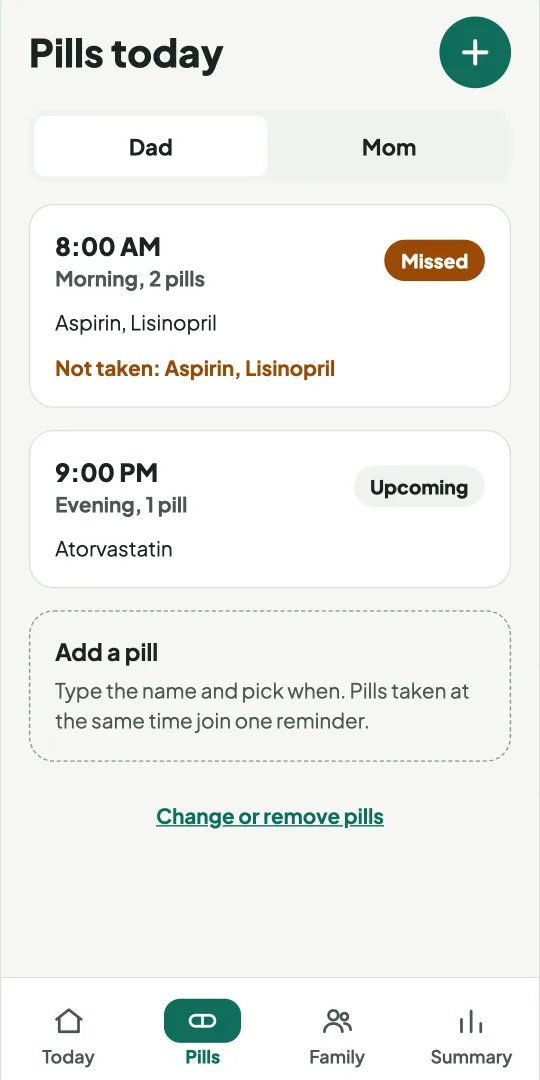 Pills today
Dad
Mom
8:00 AM
Missed
Morning, 2 pills
Aspirin, Lisinopril
Not taken: Aspirin, Lisinopril
9:00 PM
Upcoming
Evening, 1 pill
Atorvastatin
Add a pill
Type the name and pick when. Pills taken at
the same time join one reminder.
Change or remove pills
Today
Pills
Family
Summary